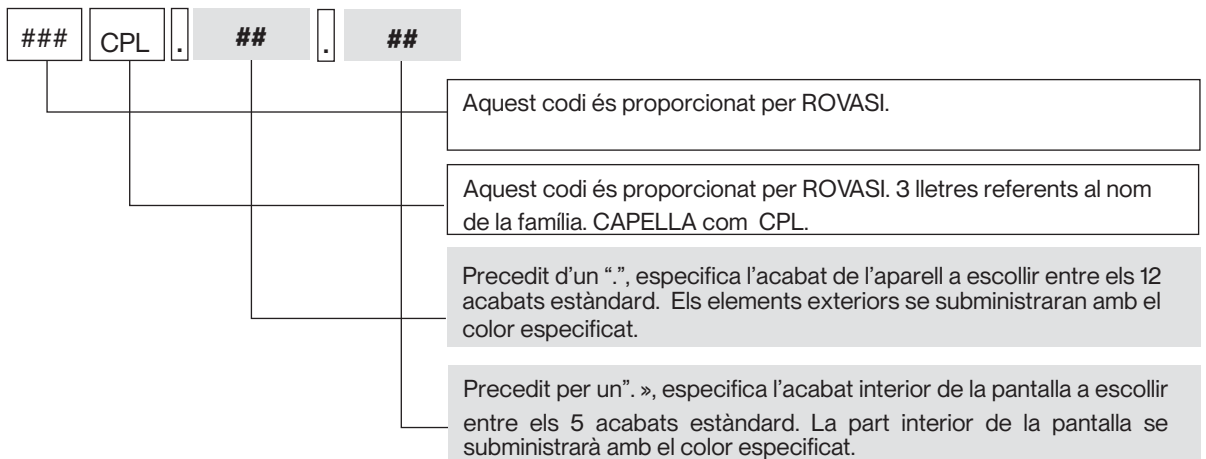 ### CPL . ## . ##
Aquest codi és proporcionat per ROVASI.
Aquest codi és proporcionat per ROVASI. 3 lletres referents al nom
de la família. CAPELLA com  CPL.
Precedit d’un “.”, especifica l’acabat de l’aparell a escollir entre els 12
acabats estàndard.  Els elements exteriors se subministraran amb el
color especificat.
Precedit per un”. », especifica l’acabat interior de la pantalla a escollir
entre els 5 acabats estàndard. La part interior de la pantalla se
subministrarà amb el color especificat.